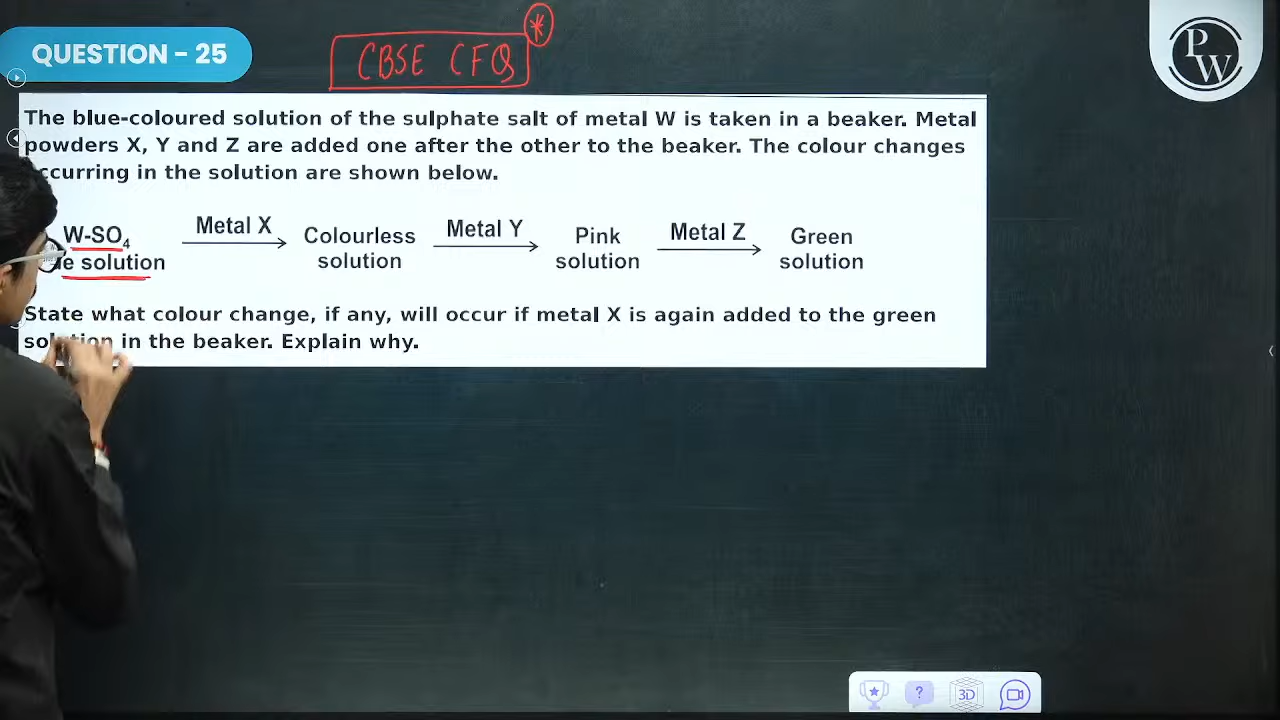 QUESTION - 25
CBSE CFQ *
PW
The blue-coloured solution of the sulphate salt of metal W is taken in a beaker. Metal
powders X, Y and Z are added one after the other to the beaker. The colour changes
ccurring in the solution are shown below.
W-SO₄ Metal X Colourless Metal Y Pink Metal Z Green
e solution solution solution solution
State what colour change, if any, will occur if metal X is again added to the green
solution in the beaker. Explain why.
?
3D